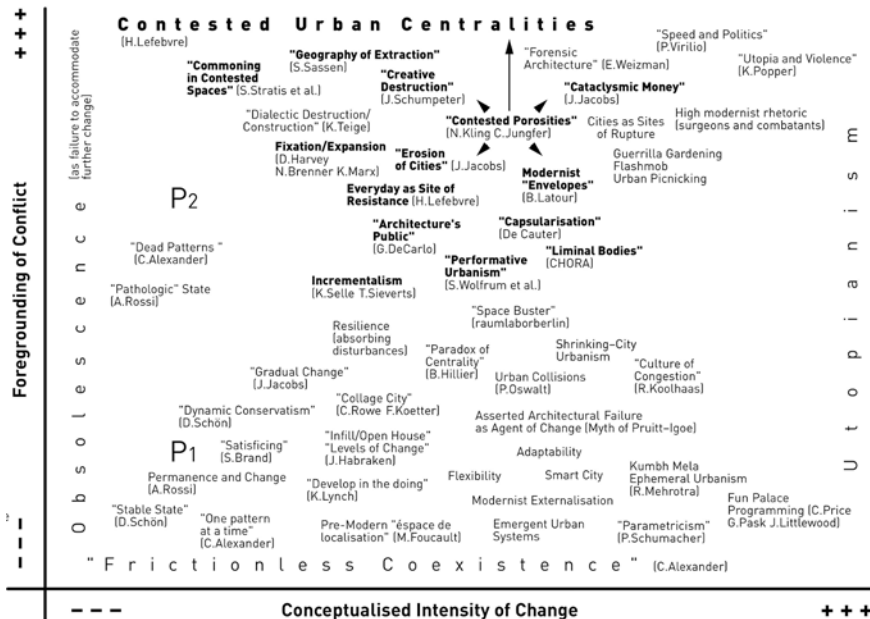 Contested Urban Centralities
(H.Lefebvre)
+++
Foregrounding of Conflict
---
Obsolescence
(as failure to accommodate
further change)
Utopianism
"Speed and Politics"
(P.Virilio)
"Geography of Extraction"
(S.Sassen)
"Forensic
Architecture" (E.Weizman)
"Utopia and Violence"
(K.Popper)
"Commoning
in Contested
Spaces" (S.Stratis et al.)
"Creative
Destruction"
(J.Schumpeter)
"Cataclysmic Money"
(J.Jacobs)
"Dialectic Destruction/
Construction" (K.Teige)
"Contested Porosities"
(N.Kling C.Jungfer)
Cities as Sites
of Rupture
High modernist rhetoric
(surgeons and combatants)
Fixation/Expansion
(D.Harvey
N.Brenner K.Marx)
"Erosion
of Cities" (J.Jacobs)
Guerrilla Gardening
Flashmob
Urban Picnicking
Modernist
"Envelopes"
(B.Latour)
P2
Everyday as Site of
Resistance (H.Lefebvre)
"Architecture's
Public"
(G.DeCarlo)
"Capsularisation"
(De Cauter)
"Dead Patterns "
(C.Alexander)
"Liminal Bodies"
(CHORA)
"Performative
Urbanism"
(S.Wolfrum et al.)
"Pathologic" State
(A.Rossi)
Incrementalism
(K.Selle T.Sieverts)
"Space Buster"
(raumlaborberlin)
Resilience
(absorbing
disturbances)
"Paradox of
Centrality"
(B.Hillier)
Shrinking–City
Urbanism
"Gradual Change"
(J.Jacobs)
Urban Collisions
(P.Oswalt)
"Culture of
Congestion"
(R.Koolhaas)
"Collage City"
(C.Rowe F.Koetter)
"Dynamic Conservatism"
(D.Schön)
Asserted Architectural Failure
as Agent of Change (Myth of Pruitt–Igoe)
P1
"Satisficing"
(S.Brand)
"Infill/Open House"
"Levels of Change"
(J.Habraken)
Adaptability
Permanence and Change
(A.Rossi)
"Develop in the doing"
(K.Lynch)
Flexibility
Smart City
Kumbh Mela
Ephemeral Urbanism
(R.Mehrotra)
Modernist Externalisation
Fun Palace
Programming (C.Price
G.Pask J.Littlewood)
"Stable State"
(D.Schön)
"One pattern
at a time"
(C.Alexander)
Pre-Modern "éspace de
localisation" (M.Foucault)
Emergent Urban
Systems
"Parametricism"
(P.Schumacher)
"Frictionless Coexistence" (C.Alexander)
--- Conceptualised Intensity of Change +++